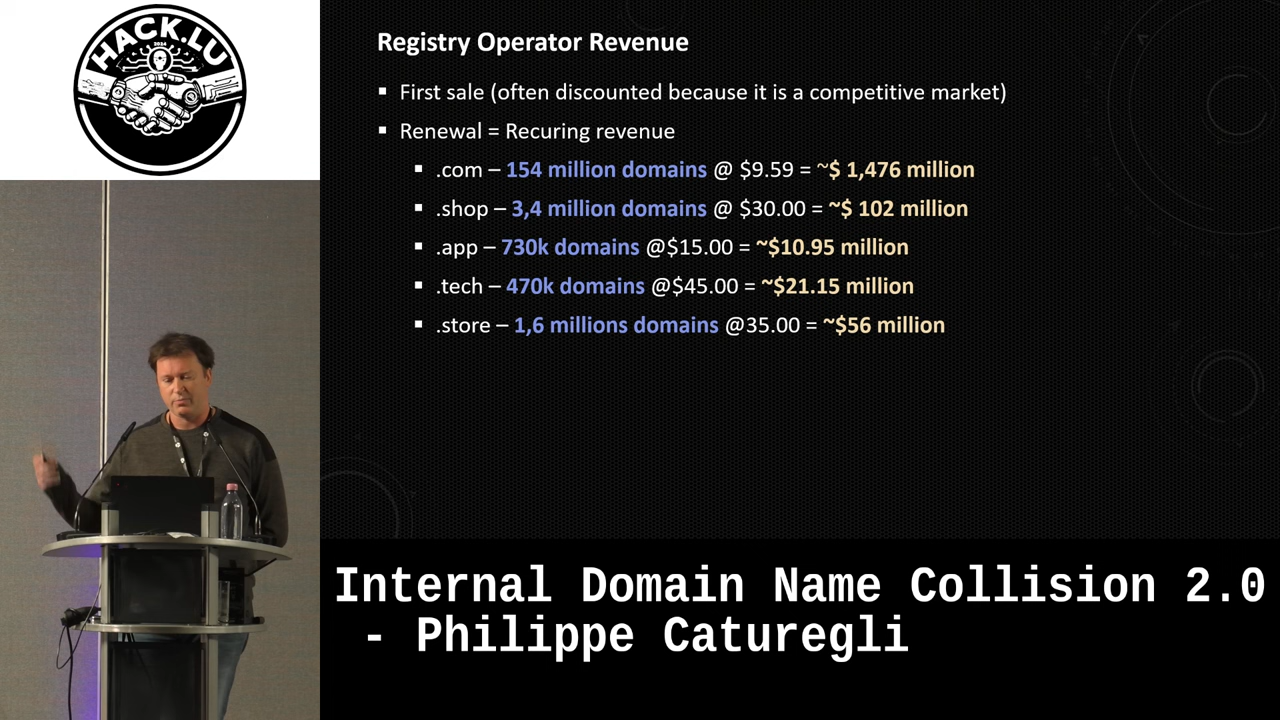 HACK.LU
2024
Registry Operator Revenue
▪ First sale (often discounted because it is a competitive market)
▪ Renewal = Recuring revenue
▪ .com – 154 million domains @ $9.59 = ~$ 1,476 million
▪ .shop – 3,4 million domains @ $30.00 = ~$ 102 million
▪ .app – 730k domains @$15.00 = ~$10.95 million
▪ .tech – 470k domains @$45.00 = ~$21.15 million
▪ .store – 1,6 millions domains @35.00 = ~$56 million
Internal Domain Name Collision 2.0
- Philippe Caturegli